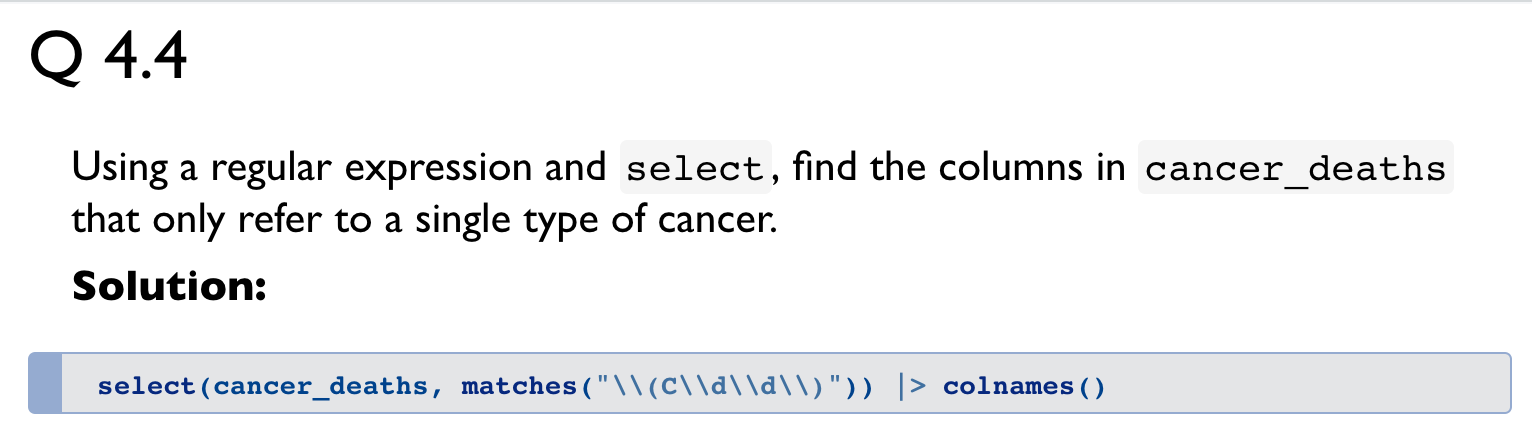 Q 4.4
Using a regular expression and select, find the columns in cancer_deaths
that only refer to a single type of cancer.
Solution:
select(cancer_deaths, matches("\\(C\\d\\d\\)")) |> colnames()